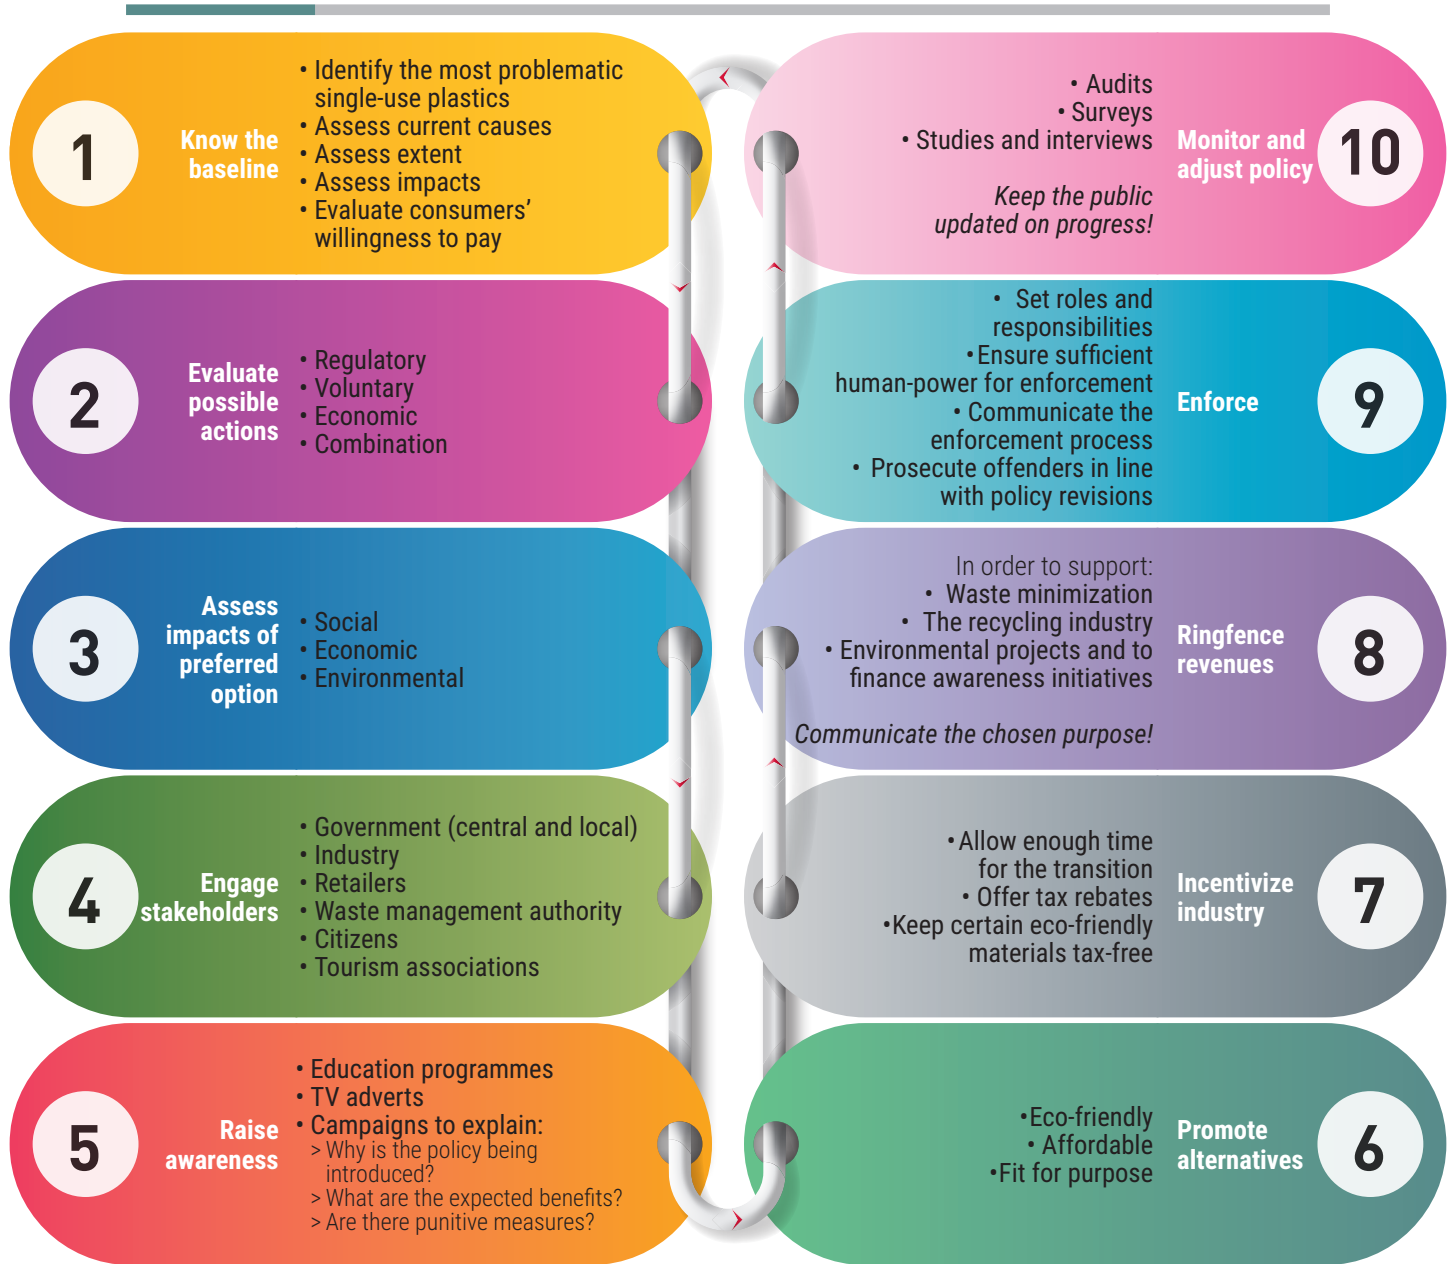 1
Know the
baseline
• Identify the most problematic
single-use plastics
• Assess current causes
• Assess extent
• Assess impacts
• Evaluate consumers’
willingness to pay
2
Evaluate
possible
actions
• Regulatory
• Voluntary
• Economic
• Combination
3
Assess
impacts of
preferred
option
• Social
• Economic
• Environmental
4
Engage
stakeholders
• Government (central and local)
• Industry
• Retailers
• Waste management authority
• Citizens
• Tourism associations
5
Raise
awareness
• Education programmes
• TV adverts
• Campaigns to explain:
> Why is the policy being
introduced?
> What are the expected benefits?
> Are there punitive measures?
6
Promote
alternatives
• Eco-friendly
• Affordable
• Fit for purpose
7
Incentivize
industry
• Allow enough time
for the transition
• Offer tax rebates
• Keep certain eco-friendly
materials tax-free
8
Ringfence
revenues
In order to support:
• Waste minimization
• The recycling industry
• Environmental projects and to
finance awareness initiatives
Communicate the chosen purpose!
9
Enforce
• Set roles and
responsibilities
• Ensure sufficient
human-power for enforcement
• Communicate the
enforcement process
• Prosecute offenders in line
with policy revisions
10
Monitor and
adjust policy
• Audits
• Surveys
• Studies and interviews
Keep the public
updated on progress!